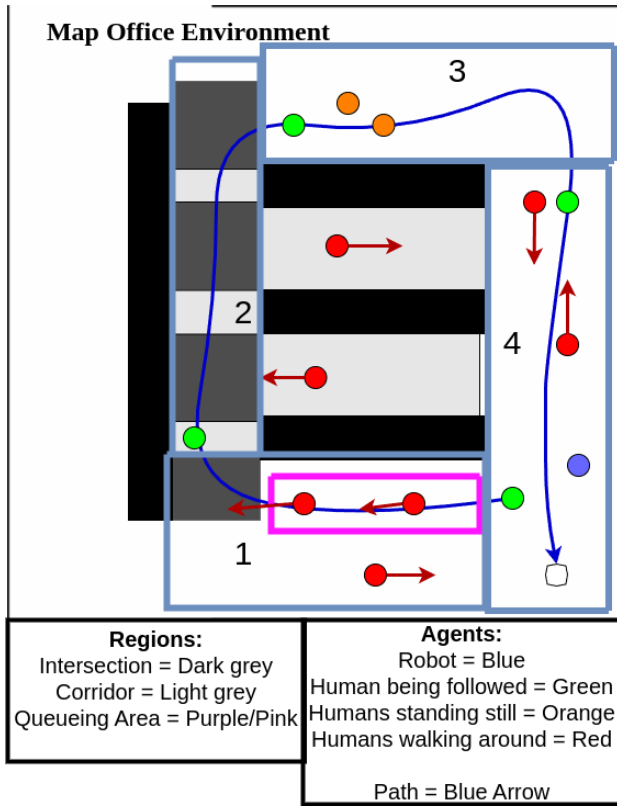 Map Office Environment
3
2
4
1
Regions:
Intersection = Dark grey
Corridor = Light grey
Queueing Area = Purple/Pink
Agents:
Robot = Blue
Human being followed = Green
Humans standing still = Orange
Humans walking around = Red
Path = Blue Arrow